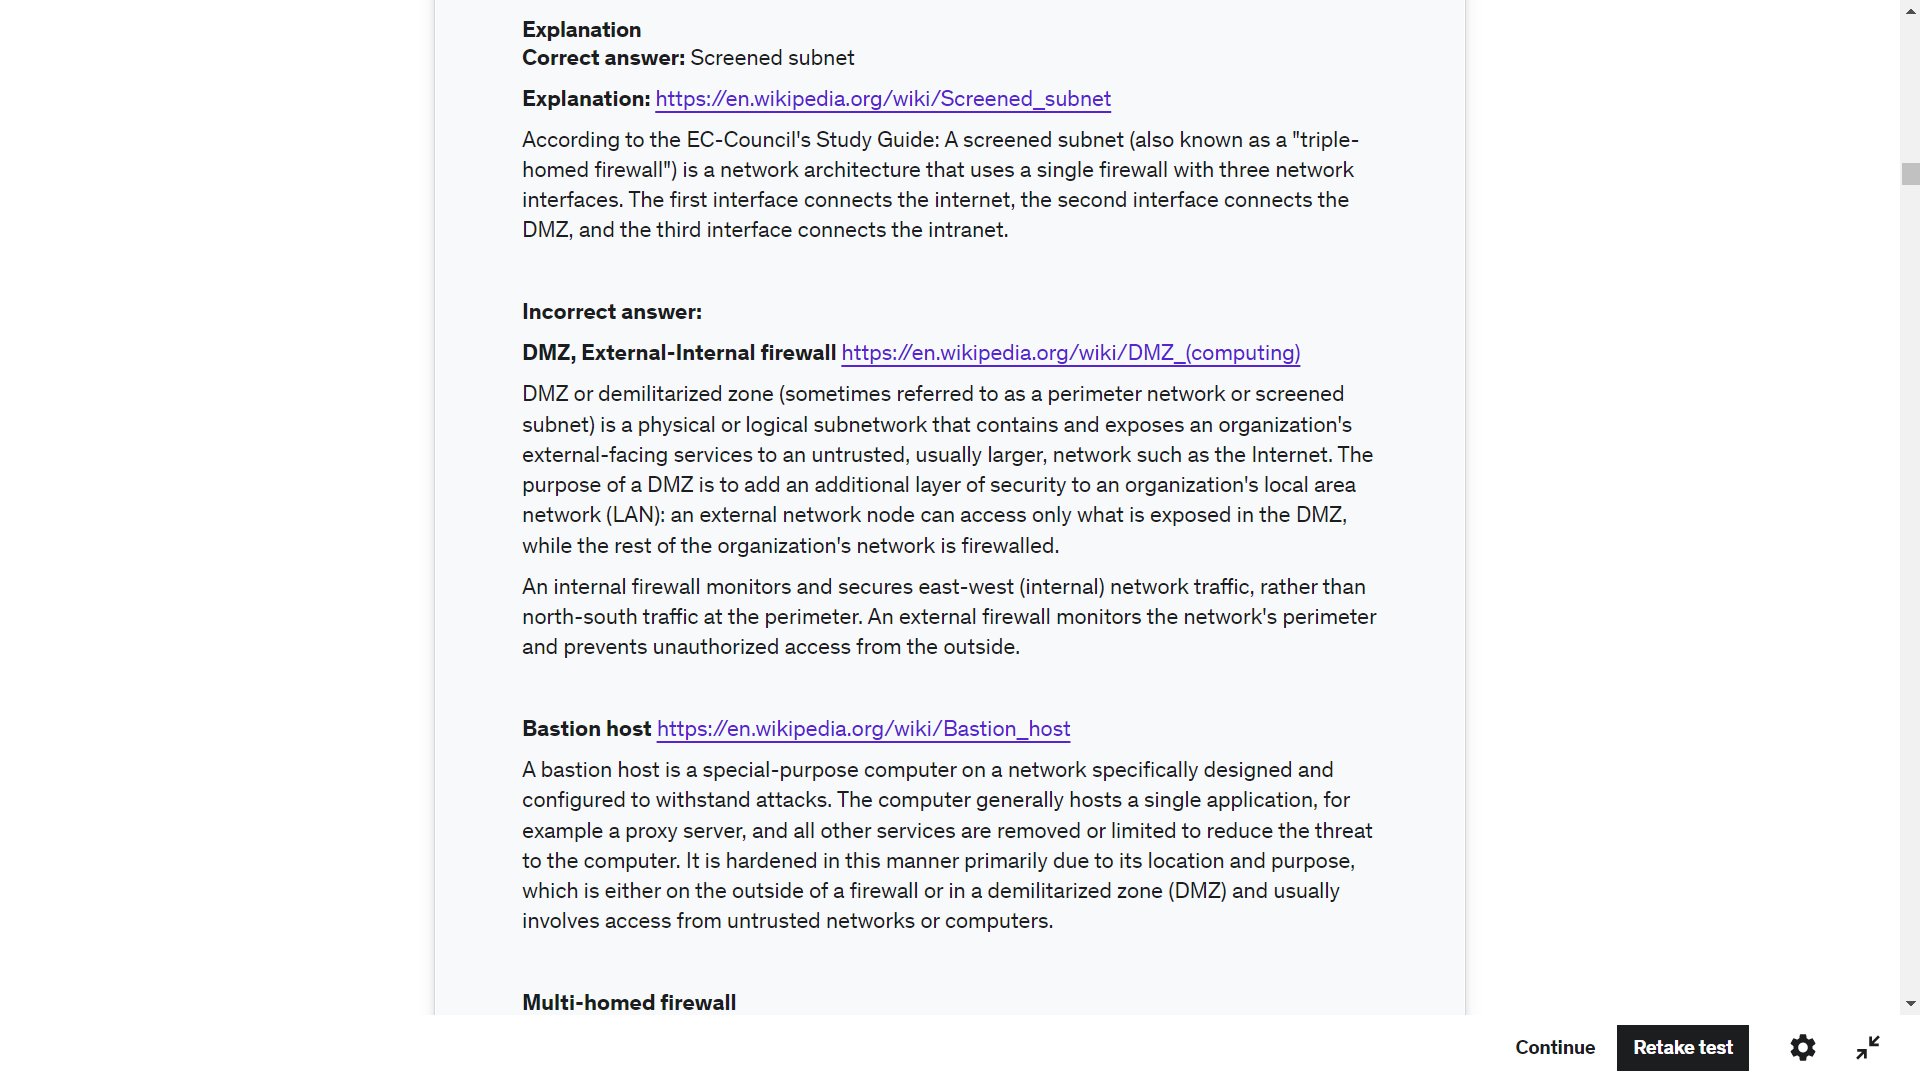 Explanation
Correct answer: Screened subnet
Explanation: https://en.wikipedia.org/wiki/Screened_subnet
According to the EC-Council's Study Guide: A screened subnet (also known as a "triple-
homed firewall") is a network architecture that uses a single firewall with three network
interfaces. The first interface connects the internet, the second interface connects the
DMZ, and the third interface connects the intranet.
Incorrect answer:
DMZ, External-Internal firewall https://en.wikipedia.org/wiki/DMZ_(computing)
DMZ or demilitarized zone (sometimes referred to as a perimeter network or screened
subnet) is a physical or logical subnetwork that contains and exposes an organization's
external-facing services to an untrusted, usually larger, network such as the Internet. The
purpose of a DMZ is to add an additional layer of security to an organization's local area
network (LAN): an external network node can access only what is exposed in the DMZ,
while the rest of the organization's network is firewalled.
An internal firewall monitors and secures east-west (internal) network traffic, rather than
north-south traffic at the perimeter. An external firewall monitors the network's perimeter
and prevents unauthorized access from the outside.
Bastion host https://en.wikipedia.org/wiki/Bastion_host
A bastion host is a special-purpose computer on a network specifically designed and
configured to withstand attacks. The computer generally hosts a single application, for
example a proxy server, and all other services are removed or limited to reduce the threat
to the computer. It is hardened in this manner primarily due to its location and purpose,
which is either on the outside of a firewall or in a demilitarized zone (DMZ) and usually
involves access from untrusted networks or computers.
Multi-homed firewall
Continue
Retake test